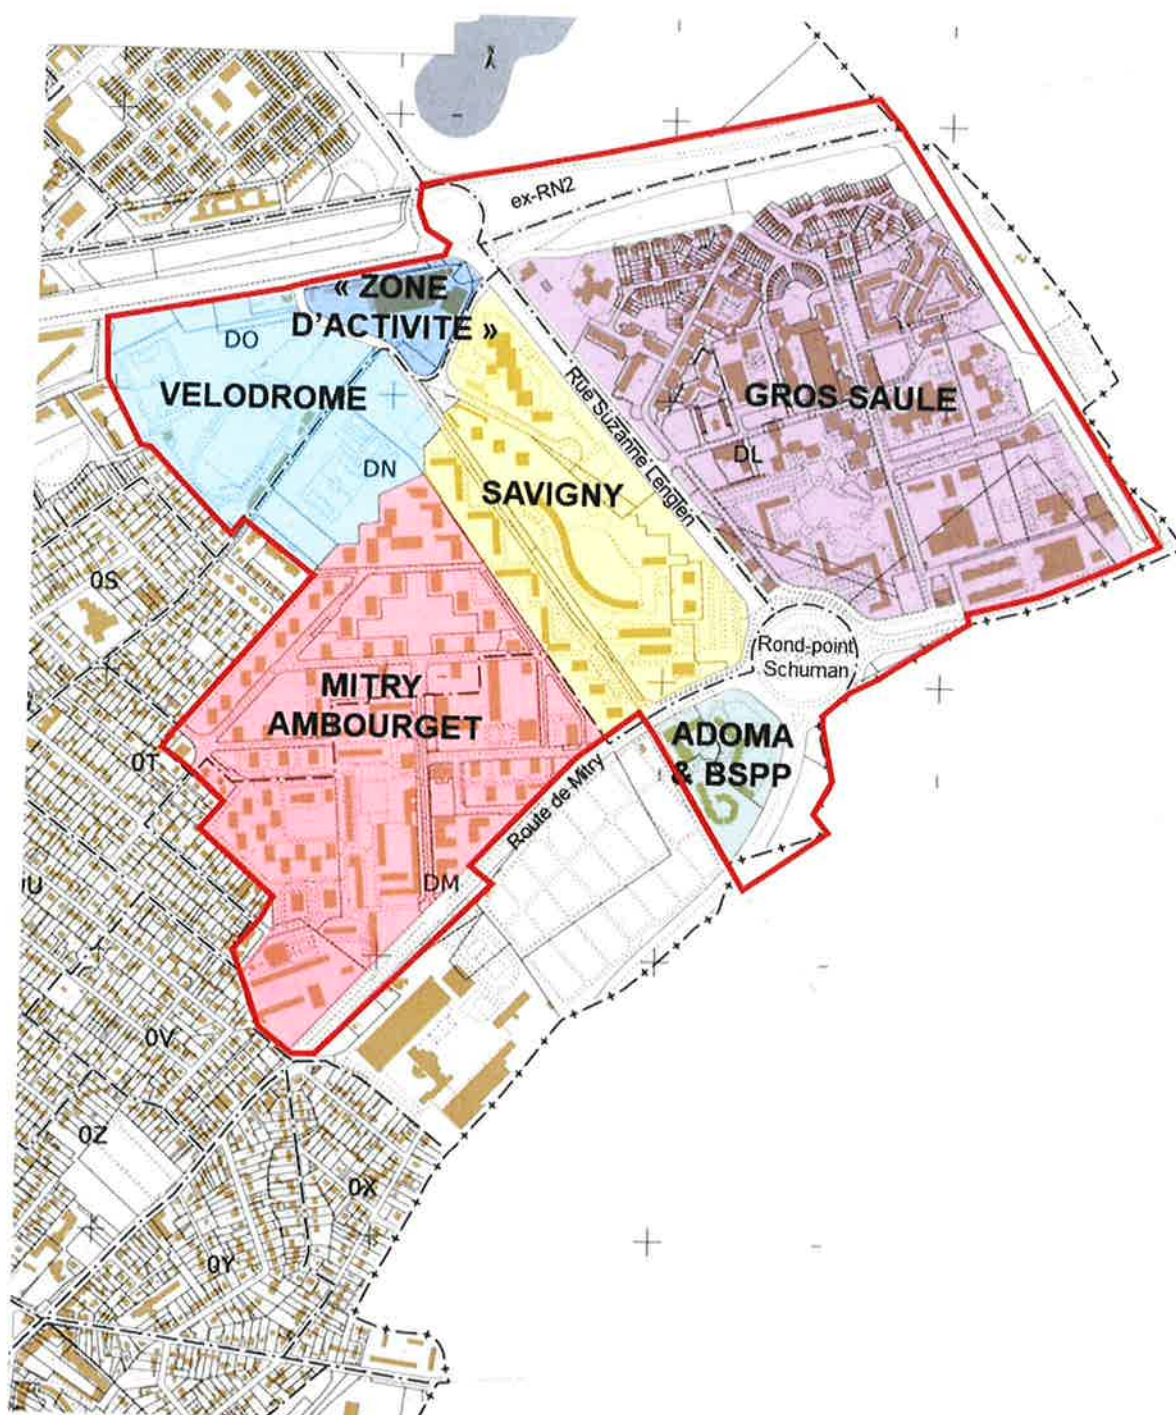 ex-RN2
« ZONE
D'ACTIVITE »
DO
VELODROME
Rue Suzanne Lenglen
GROS SAULE
DN
DL
SAVIGNY
0S
Rond-point
Schuman
MITRY
AMBOURGET
ADOMA
& BSPP
0T
Route de Mitry
DM
0V
0Z
0X
0Y